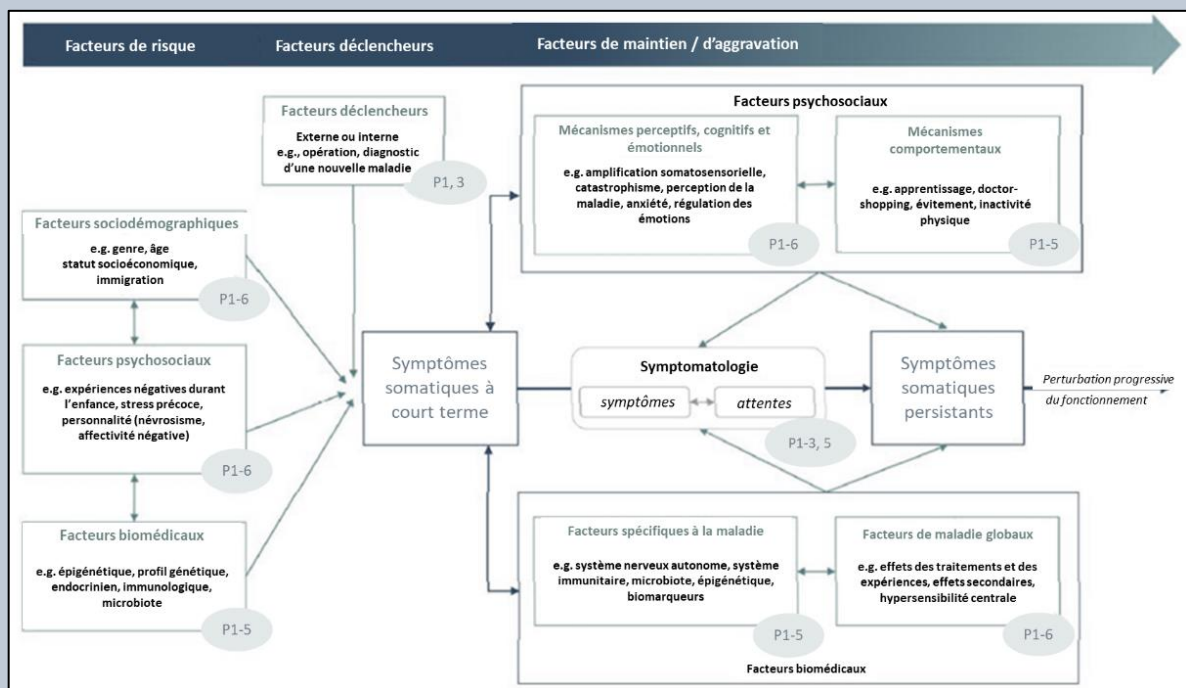 Facteurs de risque
Facteurs déclencheurs
Facteurs de maintien / d'aggravation
Facteurs déclencheurs
Externe ou interne
e.g., opération, diagnostic
d'une nouvelle maladie
P1, 3
Facteurs sociodémographiques
e.g. genre, âge
statut socioéconomique,
immigration
P1-6
Facteurs psychosociaux
e.g. expériences négatives durant
l'enfance, stress précoce,
personnalité (névrosisme,
affectivité négative)
P1-6
Facteurs biomédicaux
e.g. épigénétique, profil génétique,
endocrinien, immunologique,
microbiote
P1-5
Symptômes
somatiques à
court terme
Facteurs psychosociaux
Mécanismes perceptifs, cognitifs et
émotionnels
e.g. amplification somatosensorielle,
catastrophisme, perception de la
maladie, anxiété, régulation des
émotions
P1-6
Mécanismes
comportementaux
e.g. apprentissage, doctor-
shopping, évitement, inactivité
physique
P1-5
Symptomatologie
symptômes
attentes
P1-3, 5
Symptômes
somatiques
persistants
Perturbation progressive
du fonctionnement
Facteurs spécifiques à la maladie
e.g. système nerveux autonome, système
immunitaire, microbiote, épigénétique,
biomarqueurs
P1-5
Facteurs de maladie globaux
e.g. effets des traitements et des
expériences, effets secondaires,
hypersensibilité centrale
P1-6
Facteurs biomédicaux